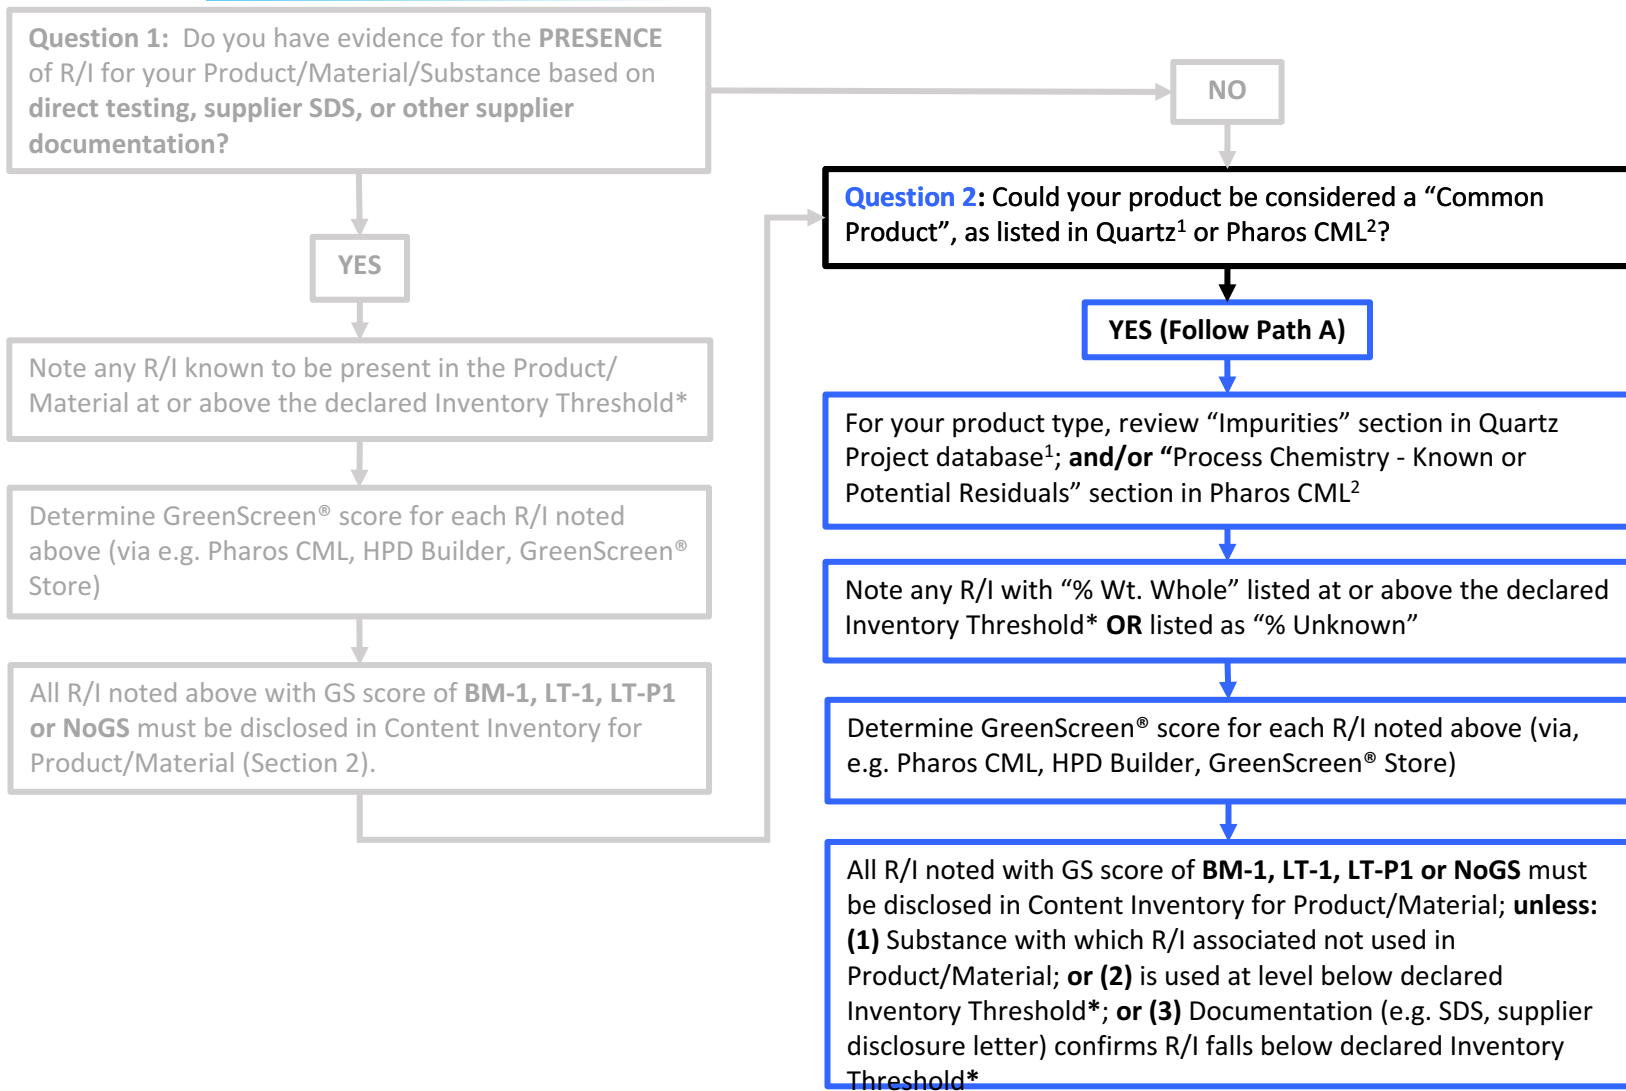 Question 1: Do you have evidence for the PRESENCE
of R/I for your Product/Material/Substance based on
direct testing, supplier SDS, or other supplier
documentation?
NO
YES
Note any R/I known to be present in the Product/
Material at or above the declared Inventory Threshold*
Determine GreenScreen® score for each R/I noted
above (via e.g. Pharos CML, HPD Builder, GreenScreen®
Store)
All R/I noted above with GS score of BM-1, LT-1, LT-P1
or NoGS must be disclosed in Content Inventory for
Product/Material (Section 2).
Question 2: Could your product be considered a “Common
Product”, as listed in Quartz¹ or Pharos CML²?
YES (Follow Path A)
For your product type, review “Impurities” section in Quartz
Project database¹; and/or “Process Chemistry - Known or
Potential Residuals” section in Pharos CML²
Note any R/I with “% Wt. Whole” listed at or above the declared
Inventory Threshold* OR listed as “% Unknown”
Determine GreenScreen® score for each R/I noted above (via,
e.g. Pharos CML, HPD Builder, GreenScreen® Store)
All R/I noted with GS score of BM-1, LT-1, LT-P1 or NoGS must
be disclosed in Content Inventory for Product/Material; unless:
(1) Substance with which R/I associated not used in
Product/Material; or (2) is used at level below declared
Inventory Threshold*; or (3) Documentation (e.g. SDS, supplier
disclosure letter) confirms R/I falls below declared Inventory
Threshold*